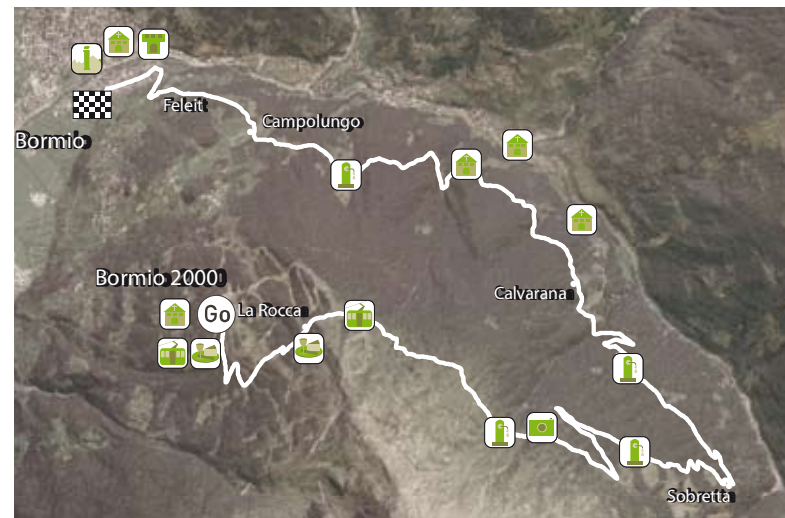 Feleit
Campolungo
Bormio
Bormio 2000
Go
La Rocca
Calvarana
Sobretta